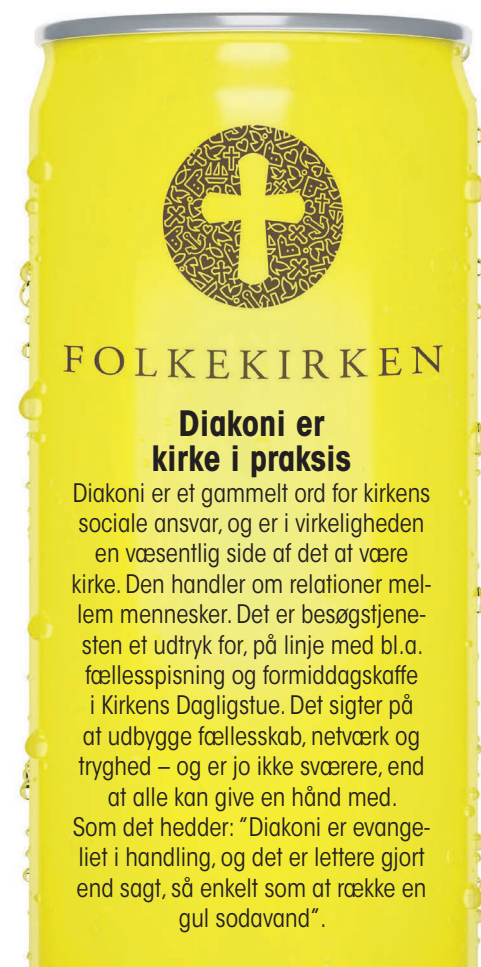 FOLKEKIRKEN
Diakoni er
kirke i praksis
Diakoni er et gammelt ord for kirkens
sociale ansvar, og er i virkeligheden
en væsentlig side af det at være
kirke. Den handler om relationer mel-
lem mennesker. Det er besøgstjene-
sten et udtryk for, på linje med bl.a.
fællesspisning og formiddagskaffe
i Kirkens Dagligstue. Det sigter på
at udbygge fællesskab, netværk og
tryghed – og er jo ikke sværere, end
at alle kan give en hånd med.
Som det hedder: ”Diakoni er evange-
liet i handling, og det er lettere gjort
end sagt, så enkelt som at række en
gul sodavand”.